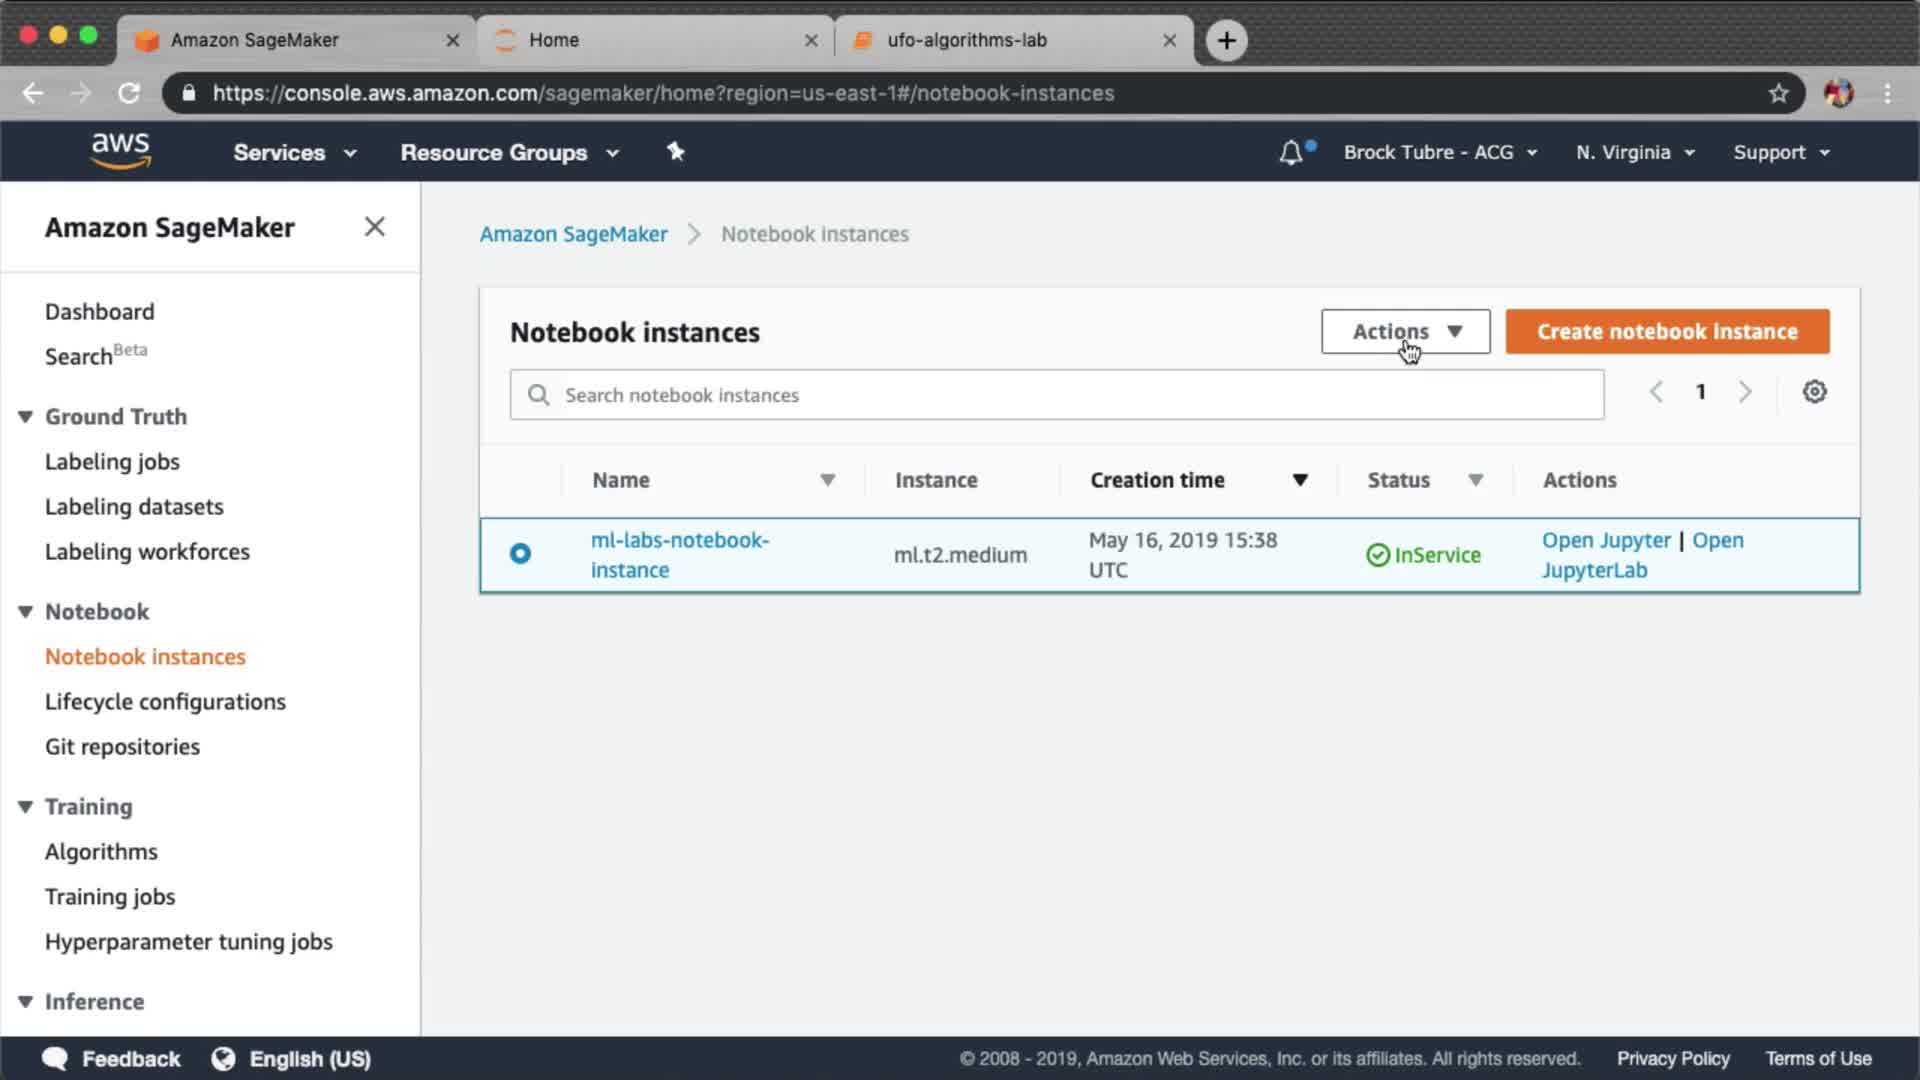 Amazon SageMaker
Home
ufo-algorithms-lab
https://console.aws.amazon.com/sagemaker/home?region=us-east-1#/notebook-instances
aws
Services
Resource Groups
Brock Tubre - ACG
N. Virginia
Support
Amazon SageMaker
Dashboard
Search Beta
Ground Truth
Labeling jobs
Labeling datasets
Labeling workforces
Notebook
Notebook instances
Lifecycle configurations
Git repositories
Training
Algorithms
Training jobs
Hyperparameter tuning jobs
Inference
Amazon SageMaker
Notebook instances
Notebook instances
Actions
Create notebook instance
Search notebook instances
1
Name
Instance
Creation time
Status
Actions
ml-labs-notebook-
instance
ml.t2.medium
May 16, 2019 15:38
UTC
InService
Open Jupyter | Open
JupyterLab
Feedback
English (US)
© 2008 - 2019, Amazon Web Services, Inc. or its affiliates. All rights reserved.
Privacy Policy
Terms of Use